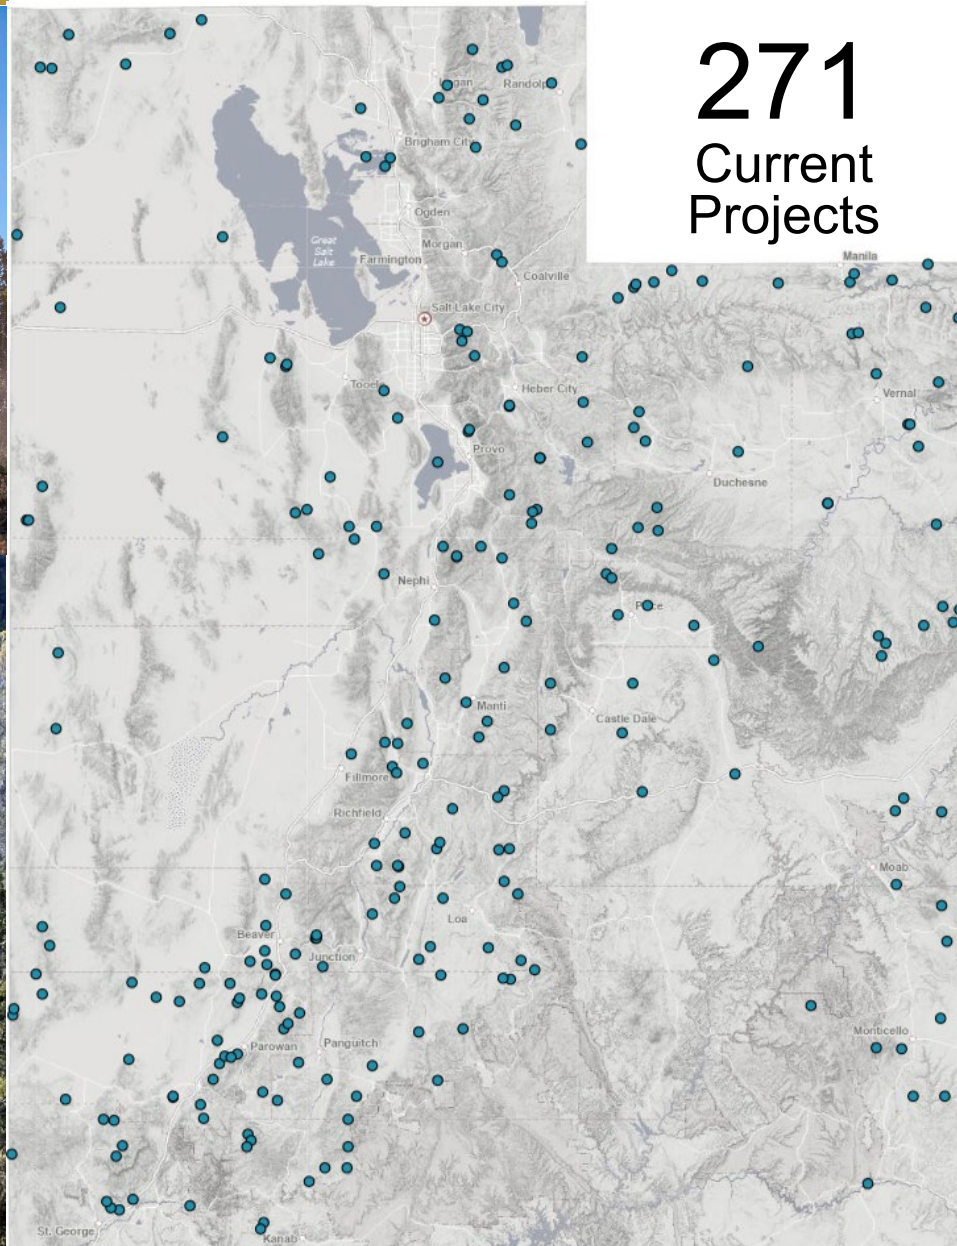 271
Current
Projects
Logan
Randolph
Brigham City
Ogden
Morgan
Great
Salt
Lake
Farmington
Manila
Coalville
Salt Lake City
Tooele
Heber City
Vernal
Provo
Duchesne
Nephi
Price
Manti
Castle Dale
Fillmore
Richfield
Moab
Loa
Beaver
Junction
Monticello
Parowan
Panguitch
St. George
Kanab